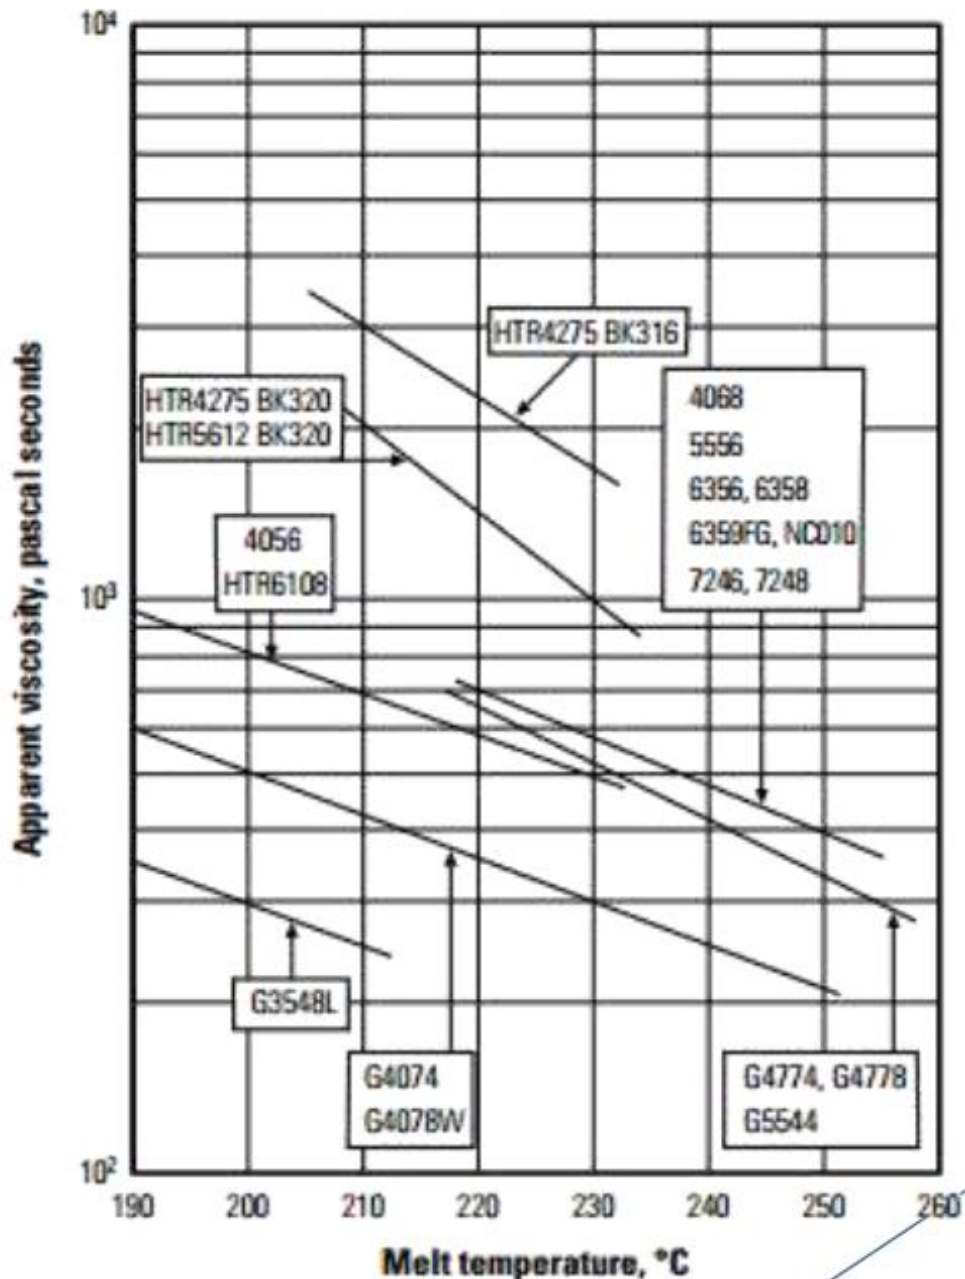 10⁴
HTR4275 BK316
HTR4275 BK320
HTR5612 BK320
4068
5556
6356, 6358
6359FG, NC010
7246, 7248
4056
HTR6108
10³
G3548L
G4074
G4078W
G4774, G4778
G5544
10²
190 200 210 220 230 240 250 260
Melt temperature, °C
Apparent viscosity, pascal seconds